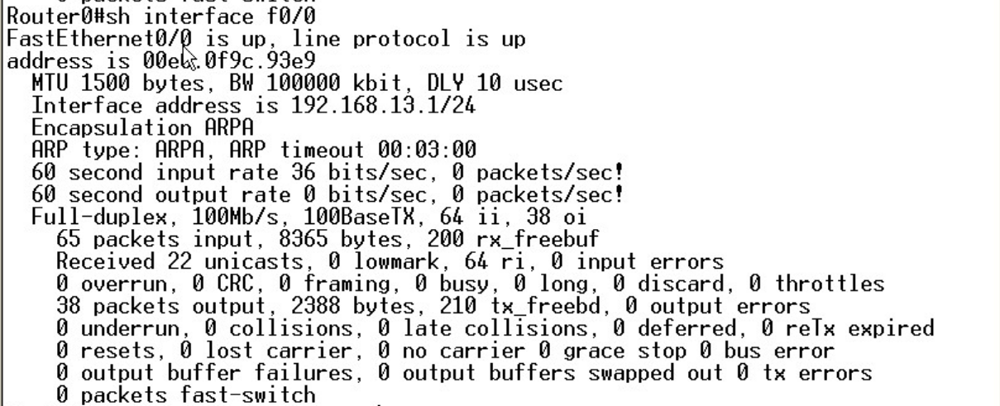 Router0#sh interface f0/0
FastEthernet0/0 is up, line protocol is up
address is .0f9c.93e9
MTU 1500 bytes, BW 100000 kbit, DLY 10 usec
Interface address is 192.168.13.1/24
Encapsulation ARPA
ARP type: ARPA, ARP timeout 00:03:00
60 second input rate 36 bits/sec, 0 packets/sec!
60 second output rate 0 bits/sec, 0 packets/sec!
Full-duplex, 100Mb/s, 100BaseTX, 64 ii, 38 oi
65 packets input, 8365 bytes, 200 rx_freebuf
Received 22 unicasts, 0 lowmark, 64 ri, 0 input errors
0 overrun, 0 CRC, 0 framing, 0 busy, 0 long, 0 discard, 0 throttles
38 packets output, 2388 bytes, 210 tx_freebd, 0 output errors
0 underrun, 0 collisions, 0 late collisions, 0 deferred, 0 reTx expired
0 resets, 0 lost carrier, 0 no carrier 0 grace stop 0 bus error
0 output buffer failures, 0 output buffers swapped out 0 tx errors
0 packets fast-switch